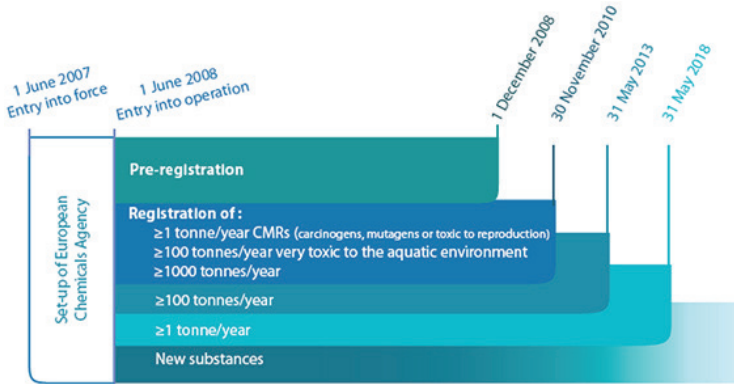 1 June 2007
Entry into force
1 June 2008
Entry into operation
1 December 2008
30 November 2010
31 May 2013
31 May 2018
Set-up of European
Chemicals Agency
Pre-registration
Registration of :
≥1 tonne/year CMRs (carcinogens, mutagens or toxic to reproduction)
≥100 tonnes/year very toxic to the aquatic environment
≥1000 tonnes/year
≥100 tonnes/year
≥1 tonne/year
New substances